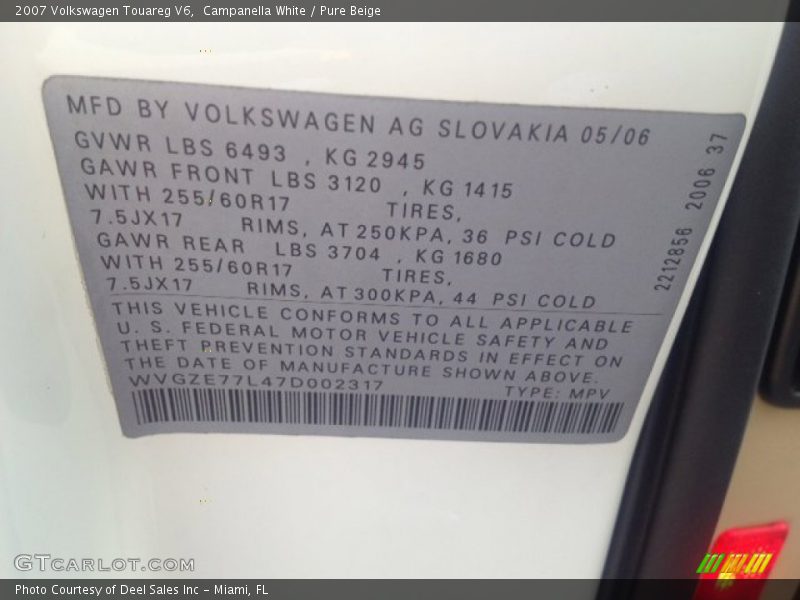 2007 Volkswagen Touareg V6,  Campanella White / Pure Beige
MFD BY VOLKSWAGEN AG SLOVAKIA 05/06
GVWR LBS 6493 , KG 2945
GAWR FRONT LBS 3120 , KG 1415
WITH 255/60R17 TIRES,
7.5JX17 RIMS, AT 250KPA, 36 PSI COLD
GAWR REAR LBS 3704 , KG 1680
WITH 255/60R17 TIRES,
7.5JX17 RIMS, AT 300KPA, 44 PSI COLD
THIS VEHICLE CONFORMS TO ALL APPLICABLE
U. S. FEDERAL MOTOR VEHICLE SAFETY AND
THEFT PREVENTION STANDARDS IN EFFECT ON
THE DATE OF MANUFACTURE SHOWN ABOVE.
WVGZE77L47D002317 TYPE: MPV
2212856 2006 37
GTCARLOT.COM
Photo Courtesy of Deel Sales Inc – Miami, FL